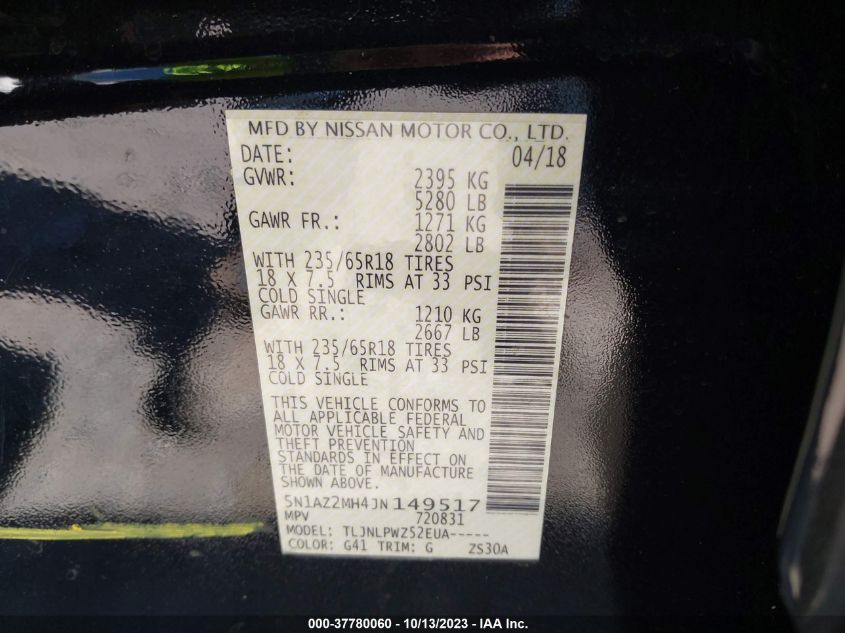 MFD BY NISSAN MOTOR CO., LTD.
DATE: 04/18
GVWR: 2395 KG
5280 LB
GAWR FR.: 1271 KG
2802 LB
WITH 235/65R18 TIRES
18 X 7.5 RIMS AT 33 PSI
COLD SINGLE
GAWR RR.: 1210 KG
2667 LB
WITH 235/65R18 TIRES
18 X 7.5 RIMS AT 33 PSI
COLD SINGLE
THIS VEHICLE CONFORMS TO
ALL APPLICABLE FEDERAL
MOTOR VEHICLE SAFETY AND
THEFT PREVENTION
STANDARDS IN EFFECT ON
THE DATE OF MANUFACTURE
SHOWN ABOVE.
5N1AZ2MH4JN149517
MPV 720831
MODEL: TLJNLPWZ52EUA-----
COLOR: G41 TRIM: G ZS30A
000-37780060 - 10/13/2023 - IAA Inc.